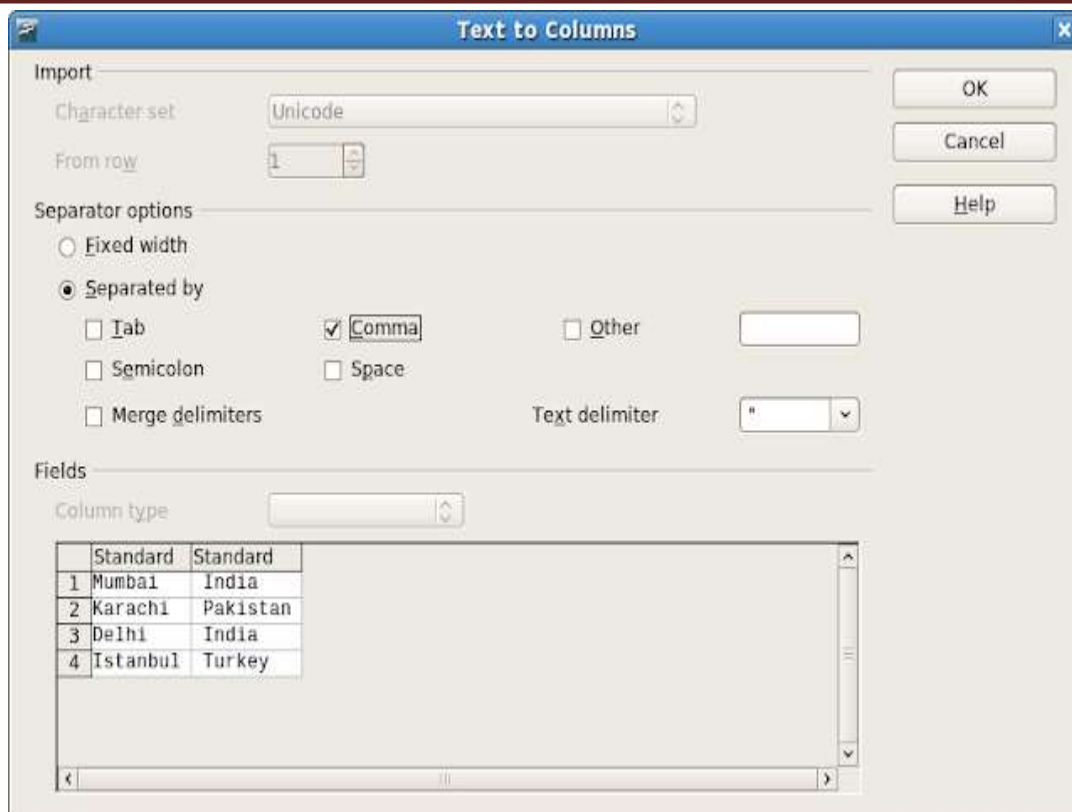 Text to Columns
Import
OK
Character set Unicode
Cancel
From row 1
Help
Separator options
Fixed width
Separated by
Tab Comma Other
Semicolon Space
Merge delimiters Text delimiter "
Fields
Column type
Standard Standard
1 Mumbai India
2 Karachi Pakistan
3 Delhi India
4 Istanbul Turkey